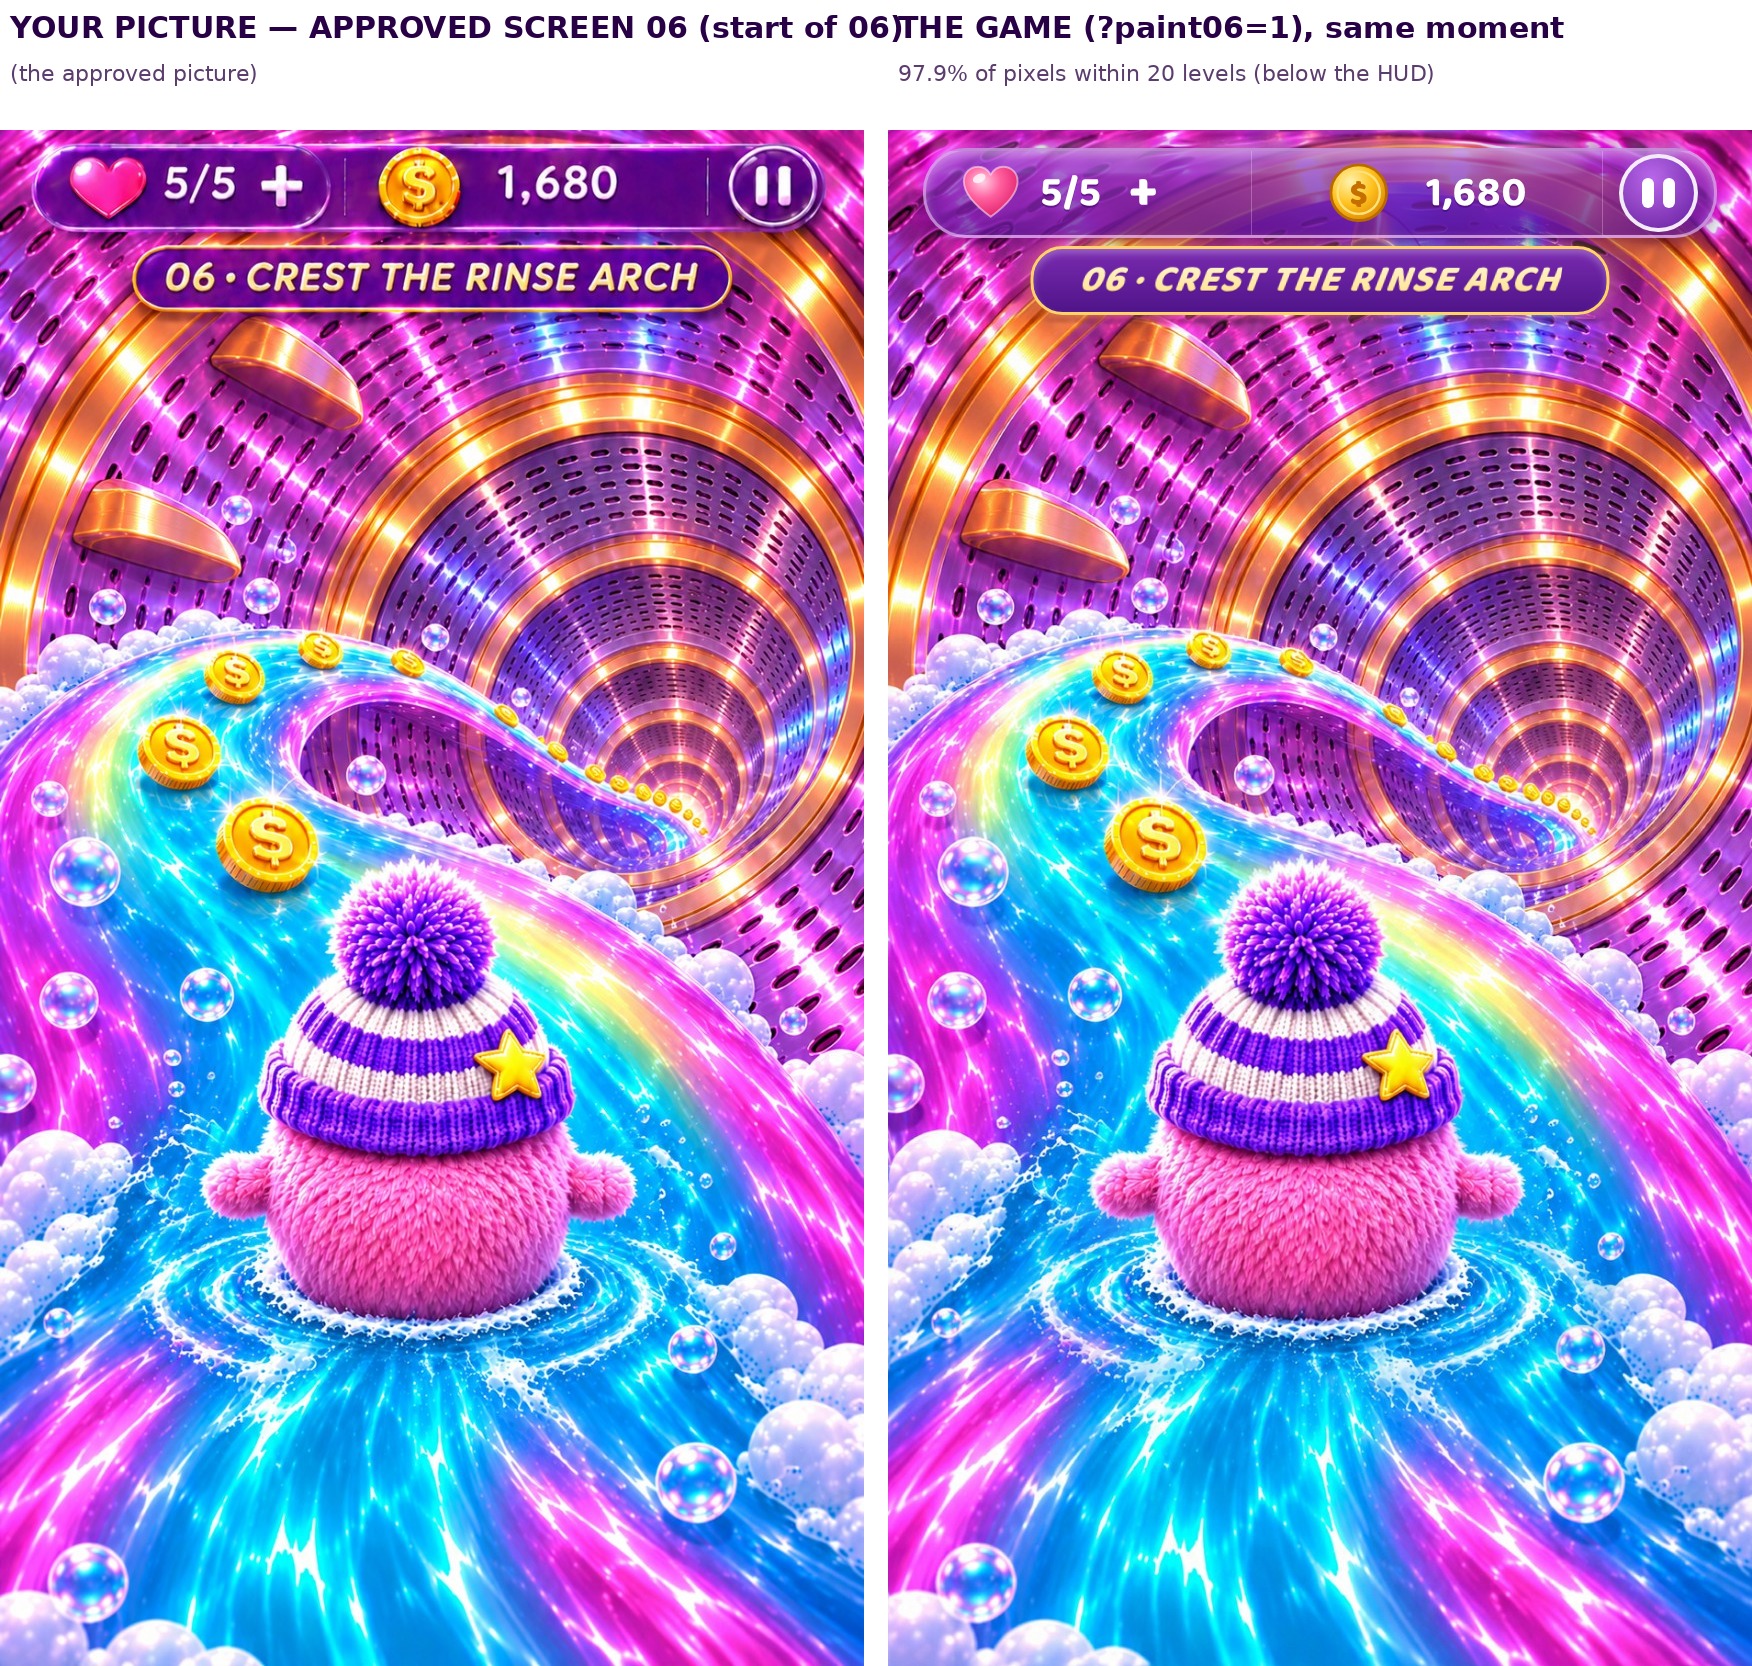 YOUR PICTURE — APPROVED SCREEN 06 (start of 06)
(the approved picture)
5/5 +
$
1,680
06 · CREST THE RINSE ARCH
$
$
$
THE GAME (?paint06=1), same moment
97.9% of pixels within 20 levels (below the HUD)
5/5 +
$
1,680
06 · CREST THE RINSE ARCH
$
$
$